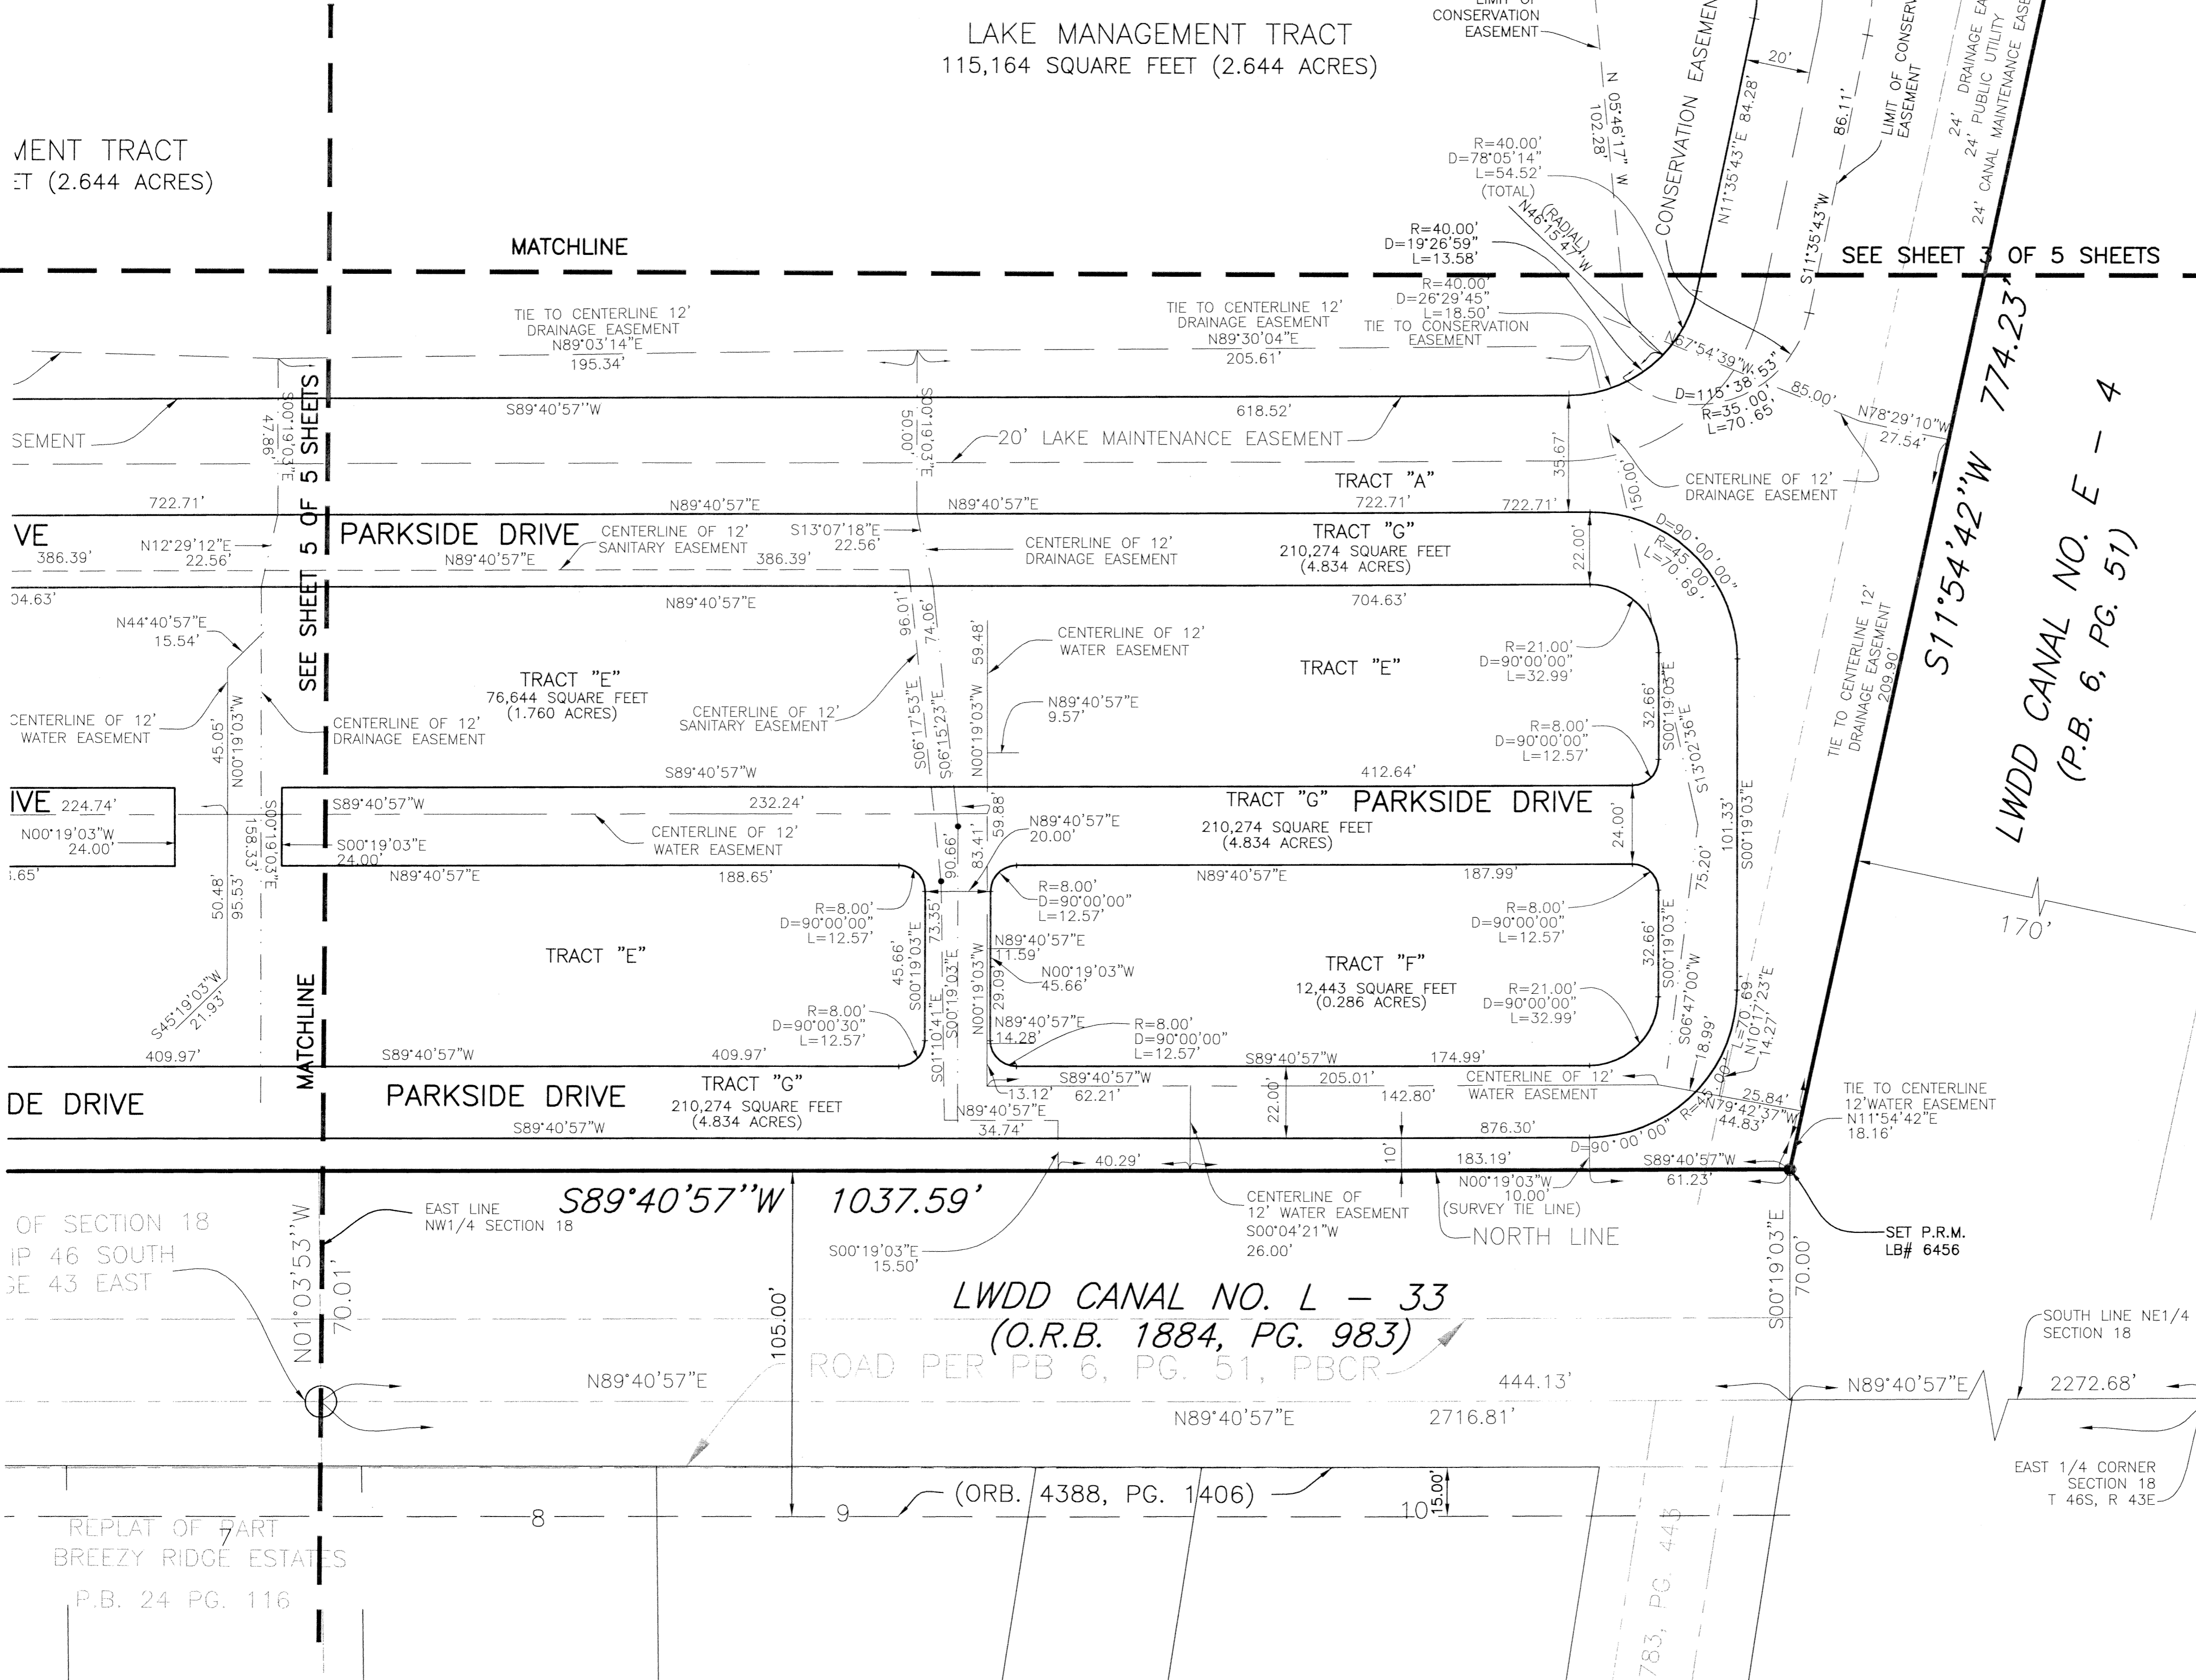 LAKE MANAGEMENT TRACT
115,164 SQUARE FEET (2.644 ACRES)
CONSERVATION
EASEMENT
N 05°46'17" W
102.28'
CONSERVATION EASEMEN
N11°35'43"E 84.28'
20'
86.11'
LIMIT OF CONSERV
EASEMENT
24' DRAINAGE EA
24' PUBLIC UTILITY
24' CANAL MAINTENANCE EASE
MENT TRACT
ET (2.644 ACRES)
R=40.00'
D=78°05'14"
L=54.52'
(TOTAL)
(RADIAL)
N46°15'47"W
R=40.00'
D=19°26'59"
L=13.58'
R=40.00'
D=26°29'45"
L=18.50'
TIE TO CONSERVATION
EASEMENT
S11°35'43"W
MATCHLINE
SEE SHEET 3 OF 5 SHEETS
TIE TO CENTERLINE 12'
DRAINAGE EASEMENT
N89°03'14"E
195.34'
TIE TO CENTERLINE 12'
DRAINAGE EASEMENT
N89°30'04"E
205.61'
N67°54'39"W
85.00'
D=115°38'53"
R=35.00'
L=70.65'
N78°29'10"W
27.54'
S11°54'42"W 774.23'
LWDD CANAL NO. E - 4
(P.B. 6, PG. 51)
S89°40'57"W
618.52'
S00°19'03"E
47.86'
S00°19'03"E
50.00'
SEMENT
20' LAKE MAINTENANCE EASEMENT
35.67'
150.00'
CENTERLINE OF 12'
DRAINAGE EASEMENT
TRACT "A"
722.71'
N89°40'57"E
N89°40'57"E
722.71'
722.71'
SEE SHEET 5 OF 5 SHEETS
VE
386.39'
N12°29'12"E
22.56'
PARKSIDE DRIVE
CENTERLINE OF 12'
SANITARY EASEMENT
N89°40'57"E
386.39'
S13°07'18"E
22.56'
CENTERLINE OF 12'
DRAINAGE EASEMENT
TRACT "G"
210,274 SQUARE FEET
(4.834 ACRES)
22.00'
D=90°00'00"
R=45.00'
L=70.69'
04.63'
N89°40'57"E
704.63'
N44°40'57"E
15.54'
96.01'
74.06'
59.48'
CENTERLINE OF 12'
WATER EASEMENT
R=21.00'
D=90°00'00"
L=32.99'
TRACT "E"
TRACT "E"
76,644 SQUARE FEET
(1.760 ACRES)
S06°17'53"E
S06°15'23"E
N00°19'03"W
N89°40'57"E
9.57'
32.66'
S00°19'03"E
S13°02'36"E
TIE TO CENTERLINE 12'
DRAINAGE EASEMENT
209.90'
CENTERLINE OF 12'
WATER EASEMENT
45.05'
N00°19'03"W
CENTERLINE OF 12'
DRAINAGE EASEMENT
CENTERLINE OF 12'
SANITARY EASEMENT
R=8.00'
D=90°00'00"
L=12.57'
S89°40'57"W
412.64'
IVE
224.74'
N00°19'03"W
24.00'
S00°19'03"E
158.33'
S89°40'57"W
232.24'
S00°19'03"E
24.00'
CENTERLINE OF 12'
WATER EASEMENT
59.88'
83.41'
90.66'
N89°40'57"E
20.00'
TRACT "G"
PARKSIDE DRIVE
210,274 SQUARE FEET
(4.834 ACRES)
24.00'
101.33'
S00°19'03"E
75.20'
170'
.65'
50.48'
95.53'
N89°40'57"E
188.65'
N89°40'57"E
187.99'
R=8.00'
D=90°00'00"
L=12.57'
73.35'
R=8.00'
D=90°00'00"
L=12.57'
R=8.00'
D=90°00'00"
L=12.57'
TRACT "E"
45.66'
S00°19'03"E
S01°10'41"E
S00°19'03"E
N00°19'03"W
29.09'
N89°40'57"E
11.59'
N00°19'03"W
45.66'
TRACT "F"
12,443 SQUARE FEET
(0.286 ACRES)
32.66'
S00°19'03"E
S06°47'00"W
18.99'
S45°19'03"W
21.93'
MATCHLINE
R=8.00'
D=90°00'30"
L=12.57'
N89°40'57"E
14.28'
R=8.00'
D=90°00'00"
L=12.57'
R=21.00'
D=90°00'00"
L=32.99'
L=70.69'
N10°17'23"E
14.27'
409.97'
S89°40'57"W
409.97'
S89°40'57"W
174.99'
DE DRIVE
PARKSIDE DRIVE
TRACT "G"
210,274 SQUARE FEET
(4.834 ACRES)
13.12'
S89°40'57"W
62.21'
205.01'
142.80'
CENTERLINE OF 12'
WATER EASEMENT
22.00'
R=45.00'
25.84'
N79°42'37"W
44.83'
TIE TO CENTERLINE
12'WATER EASEMENT
N11°54'42"E
18.16'
N89°40'57"E
34.74'
S89°40'57"W
876.30'
D=90°00'00"
40.29'
10'
183.19'
S89°40'57"W
61.23'
S89°40'57"W 1037.59'
EAST LINE
NW1/4 SECTION 18
CENTERLINE OF
12' WATER EASEMENT
S00°04'21"W
26.00'
N00°19'03"W
10.00'
(SURVEY TIE LINE)
NORTH LINE
SET P.R.M.
LB# 6456
OF SECTION 18
IP 46 SOUTH
GE 43 EAST
N01°03'53"W
70.01'
S00°19'03"E
15.50'
105.00'
LWDD CANAL NO. L - 33
(O.R.B. 1884, PG. 983)
ROAD PER PB 6, PG. 51, PBCR
S00°19'03"E
70.00'
SOUTH LINE NE1/4
SECTION 18
N89°40'57"E
444.13'
N89°40'57"E
2272.68'
N89°40'57"E
2716.81'
(ORB. 4388, PG. 1406)
15.00'
EAST 1/4 CORNER
SECTION 18
T 46S, R 43E
7
8
9
10
REPLAT OF PART
BREEZY RIDGE ESTATES
P.B. 24 PG. 116
783, PG. 445